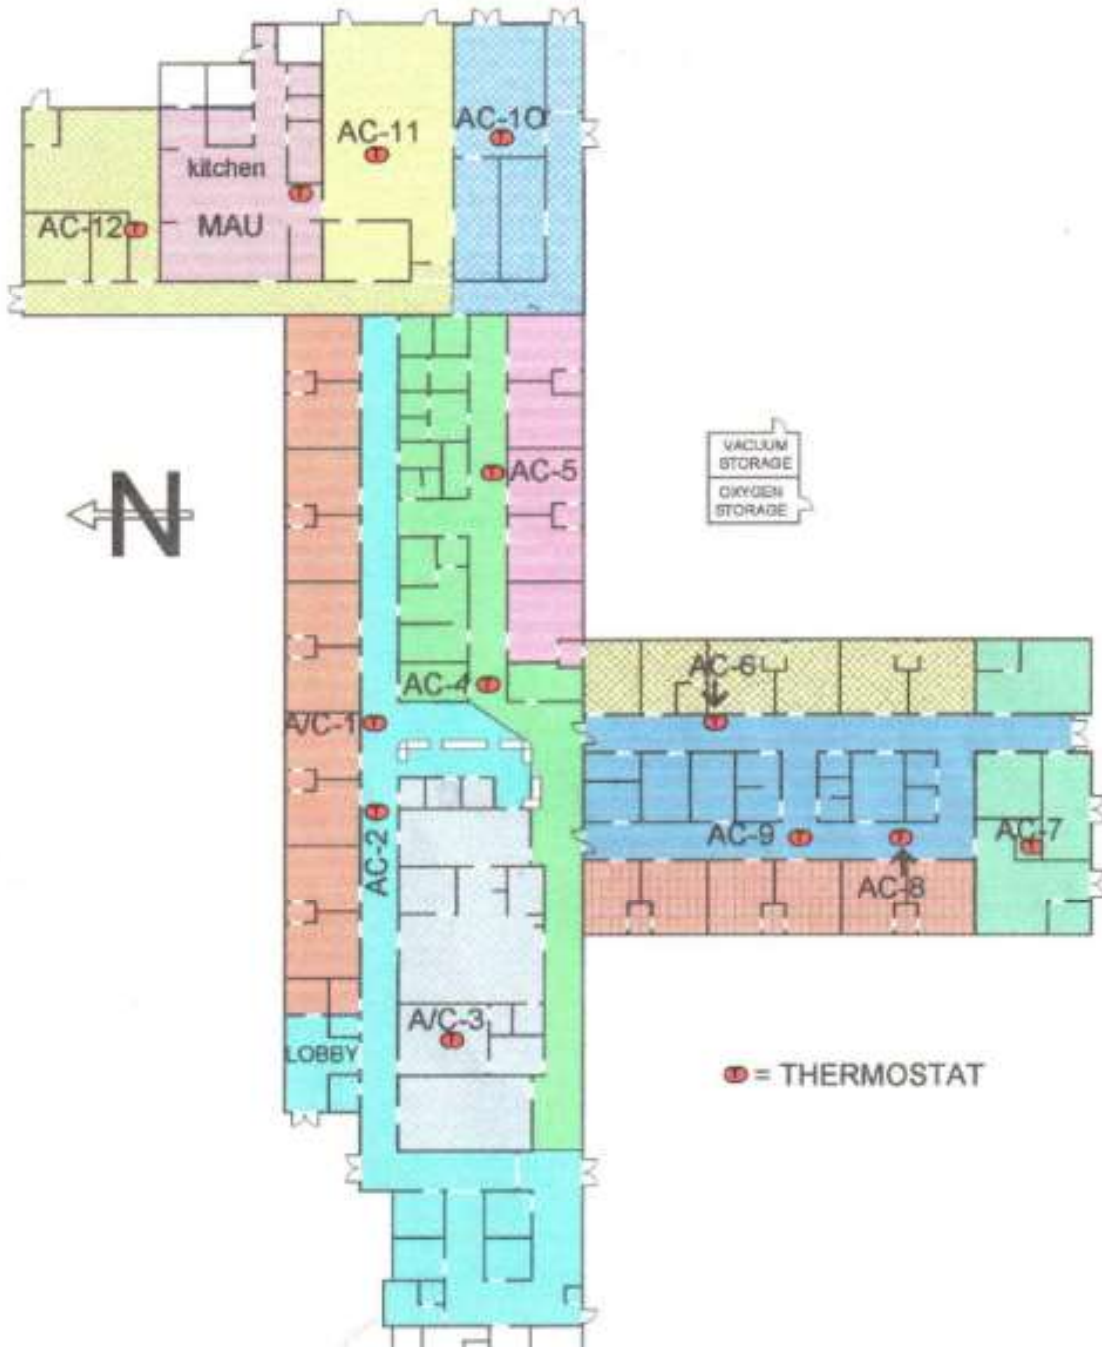 AC-11
AC-10
kitchen
AC-12
MAU
N
AC-5
VACUUM
STORAGE
OXYGEN
STORAGE
AC-6
AC-4
A/C-1
AC-2
AC-9
AC-7
AC-8
A/C-3
LOBBY
T = THERMOSTAT